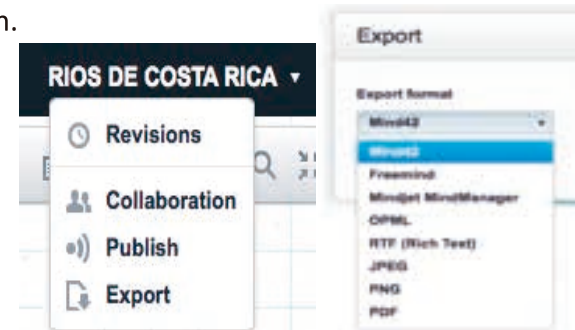 n.
RIOS DE COSTA RICA
Revisions
Collaboration
Publish
Export
Export
Export format
Mind42
Mind42
Freemind
Mindjet MindManager
OPML
RTF (Rich Text)
JPEG
PNG
PDF